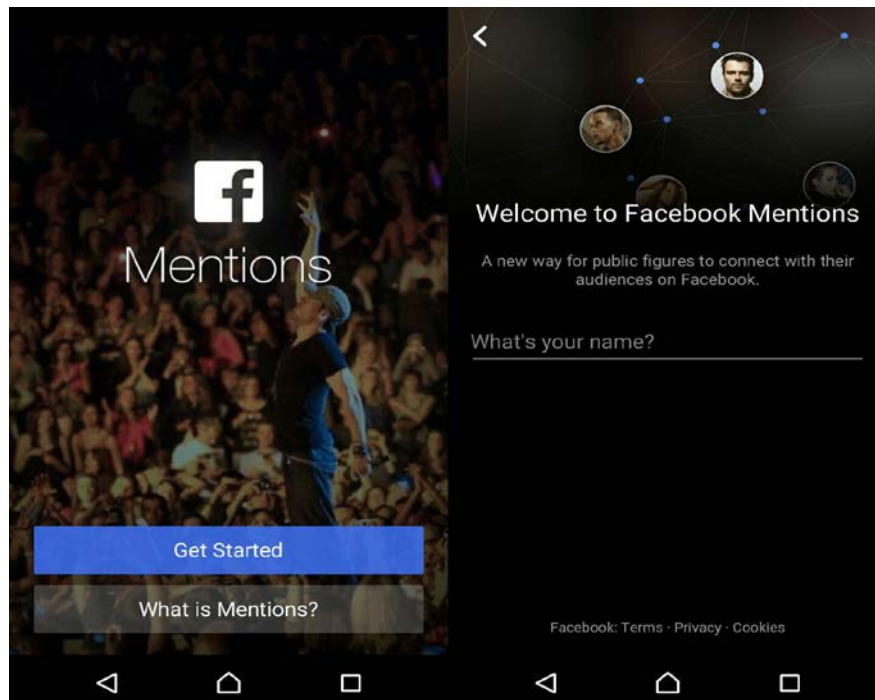 f
Mentions
Get Started
What is Mentions?
Welcome to Facebook Mentions
A new way for public figures to connect with their
audiences on Facebook.
What's your name?
Facebook: Terms · Privacy · Cookies